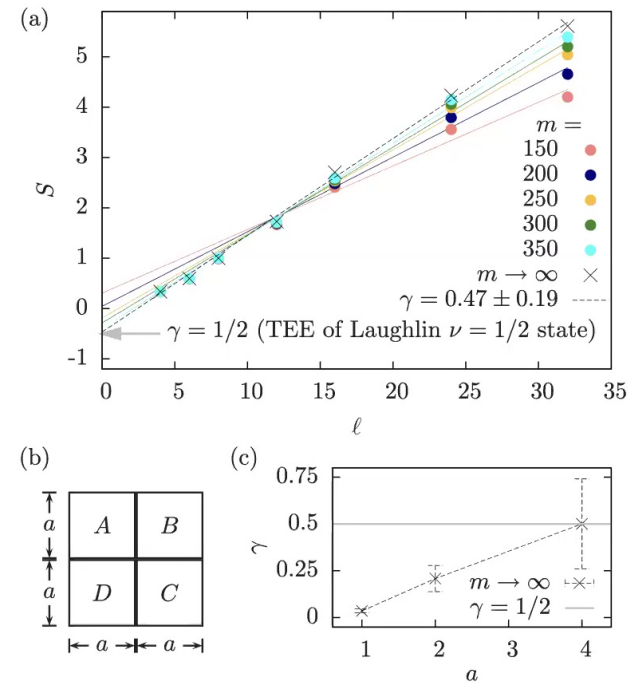 (a)
5
4
3
2
1
0
-1
S
0 5 10 15 20 25 30 35
ℓ
m =
150
200
250
300
350
m → ∞
γ = 0.47 ± 0.19
γ = 1/2 (TEE of Laughlin ν = 1/2 state)
(b)
a
a
A B
D C
a a
(c)
0.75
0.5
0.25
0
γ
m → ∞
γ = 1/2
1 2 3 4
a